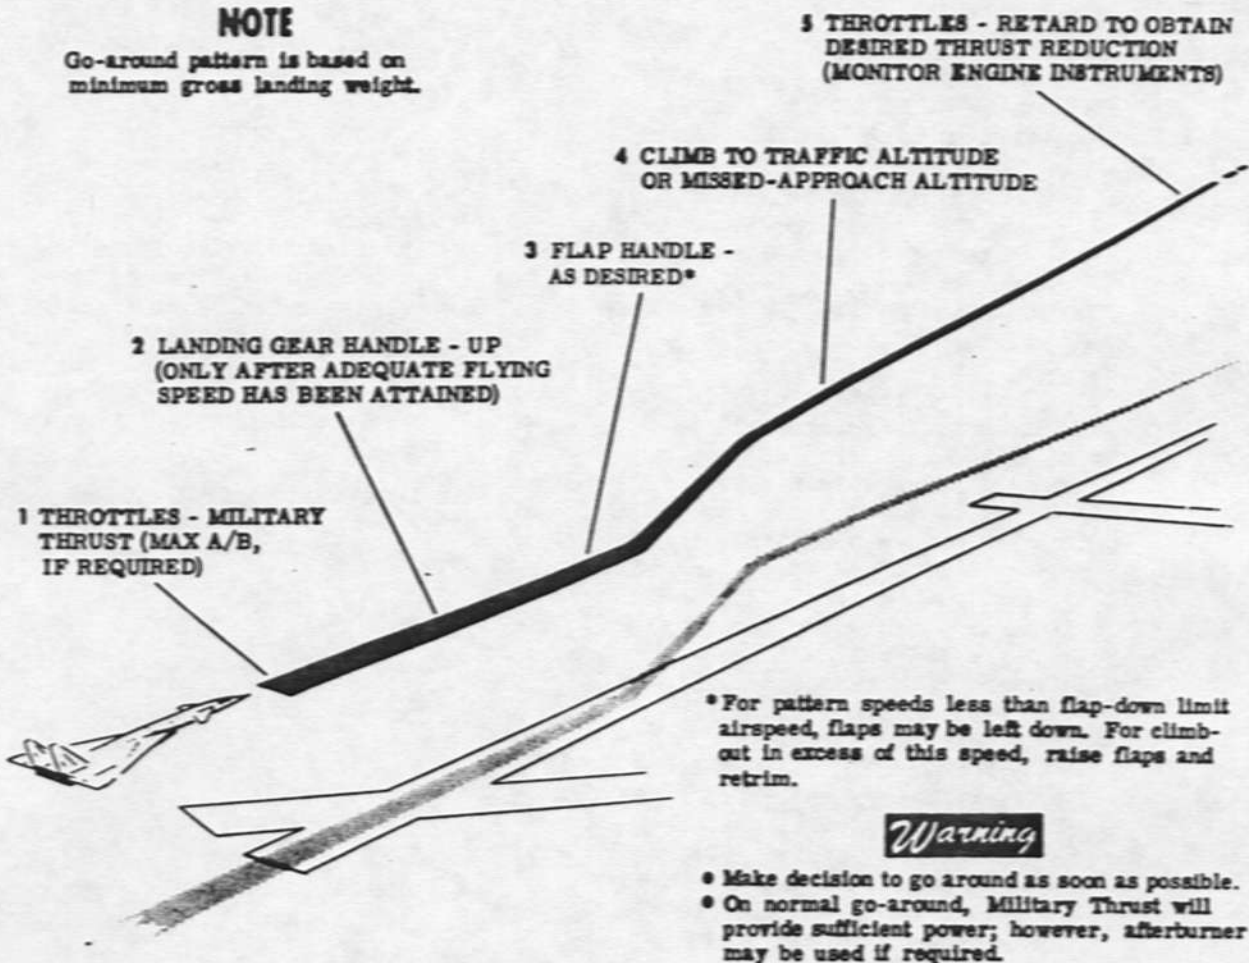 NOTE
Go-around pattern is based on
minimum gross landing weight.
5 THROTTLES - RETARD TO OBTAIN
DESIRED THRUST REDUCTION
(MONITOR ENGINE INSTRUMENTS)
4 CLIMB TO TRAFFIC ALTITUDE
OR MISSED-APPROACH ALTITUDE
3 FLAP HANDLE -
AS DESIRED*
2 LANDING GEAR HANDLE - UP
(ONLY AFTER ADEQUATE FLYING
SPEED HAS BEEN ATTAINED)
1 THROTTLES - MILITARY
THRUST (MAX A/B,
IF REQUIRED)
*For pattern speeds less than flap-down limit
airspeed, flaps may be left down. For climb-
out in excess of this speed, raise flaps and
retrim.
Warning
• Make decision to go around as soon as possible.
• On normal go-around, Military Thrust will
provide sufficient power; however, afterburner
may be used if required.